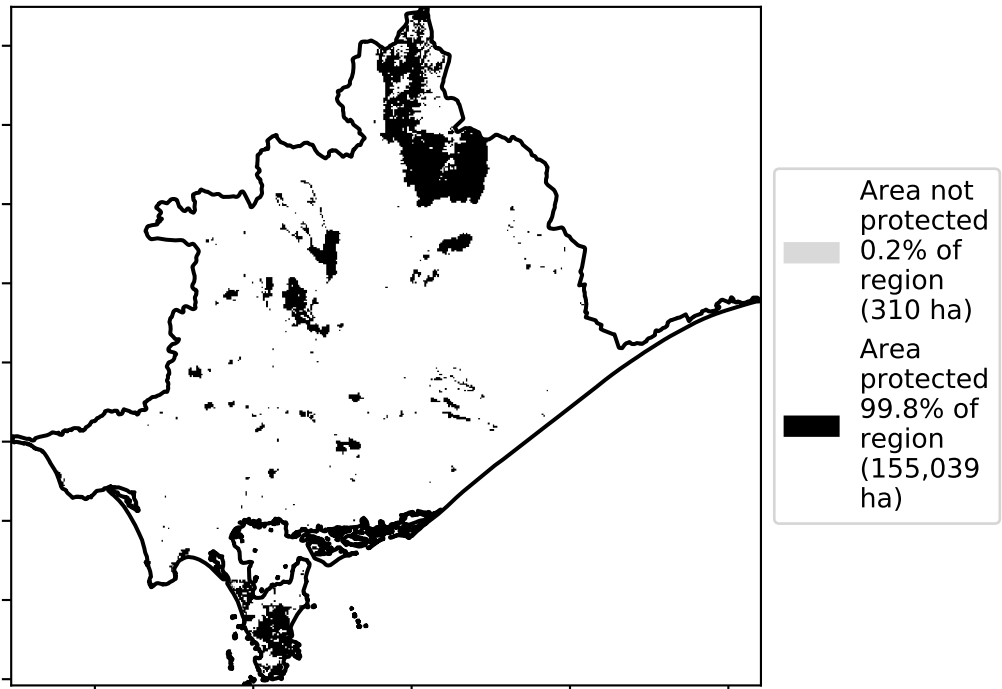 Area not
protected
0.2% of
region
(310 ha)
Area
protected
99.8% of
region
(155,039
ha)